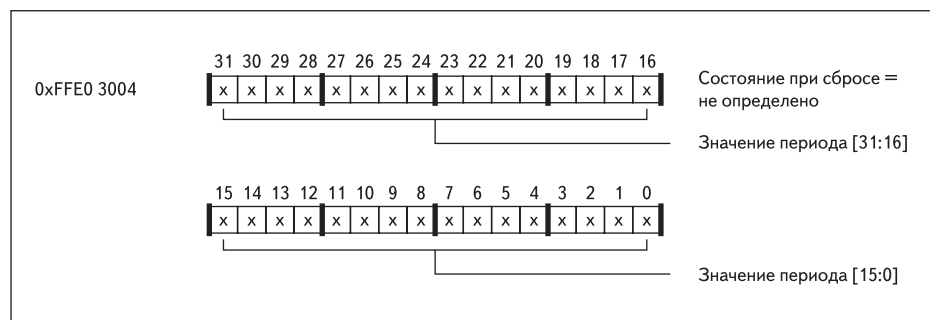 31 30 29 28 27 26 25 24 23 22 21 20 19 18 17 16
0xFFE0 3004
x x x x x x x x x x x x x x x x
Состояние при сбросе =
не определено
Значение периода [31:16]
15 14 13 12 11 10 9 8 7 6 5 4 3 2 1 0
x x x x x x x x x x x x x x x x
Значение периода [15:0]